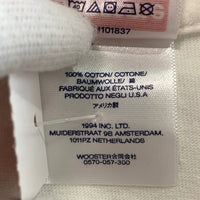 G
#101837
100% COTTON/ COTONE/
BAUMWOLLE/ 綿
FABRIQUÉ AUX ÉTATS-UNIS
PRODOTTO NEGLI U.S.A
アメリカ製
1994 INC. LTD.
MUIDERSTRAAT 9B AMSTERDAM,
1011PZ NETHERLANDS
WOOSTER合同会社
0570-057-300